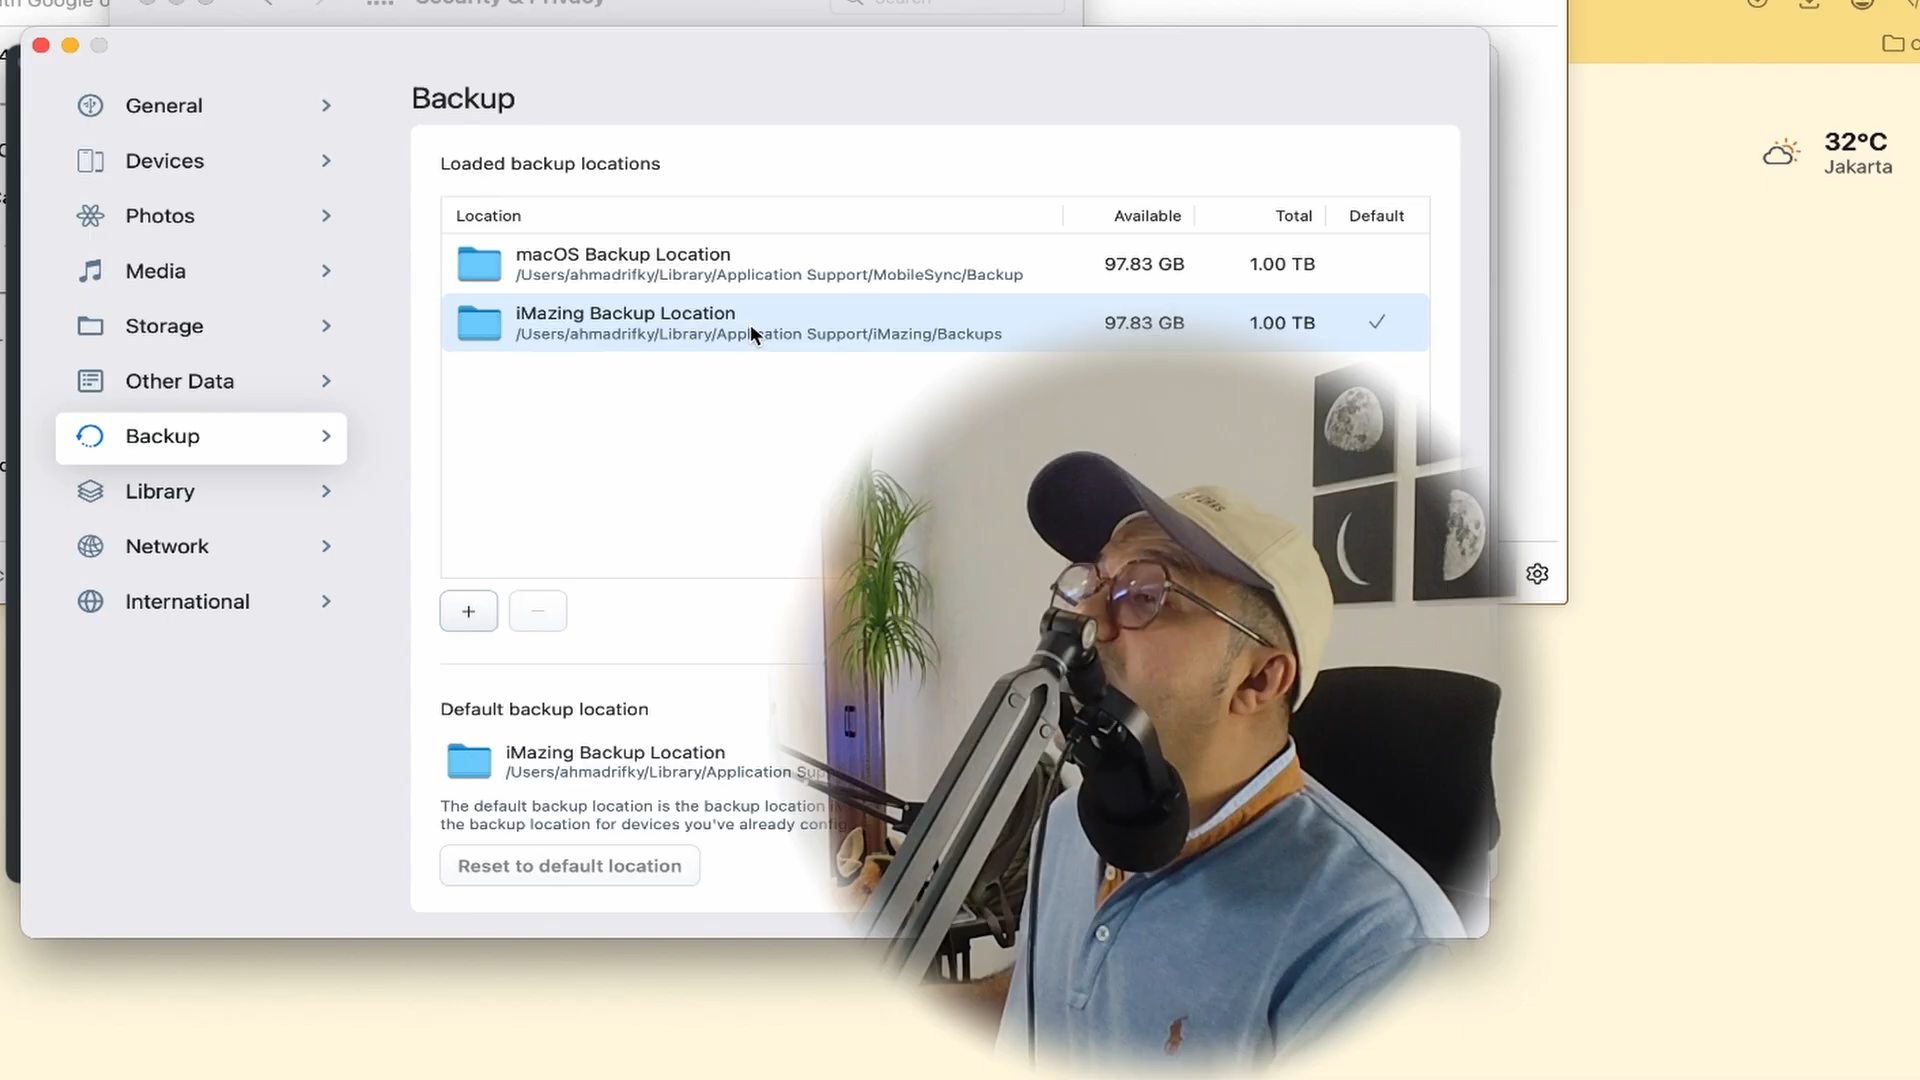 Security & Privacy
Search
General
Devices
Photos
Media
Storage
Other Data
Backup
Library
Network
International
Backup
Loaded backup locations
Location Available Total Default
macOS Backup Location
/Users/ahmadrifky/Library/Application Support/MobileSync/Backup
97.83 GB 1.00 TB
iMazing Backup Location
/Users/ahmadrifky/Library/Application Support/iMazing/Backups
97.83 GB 1.00 TB
+ −
Default backup location
iMazing Backup Location
/Users/ahmadrifky/Library/Application
The default backup location is the backup location
the backup location for devices you've already
Reset to default location
32°C
Jakarta